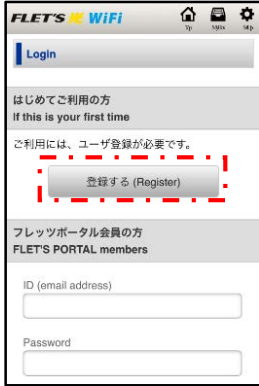 FLET'S光 WiFi
Login
はじめてご利用の方
If this is your first time
ご利用には、ユーザ登録が必要です。
登録する (Register)
フレッツポータル会員の方
FLET'S PORTAL members
ID (email address)
Password